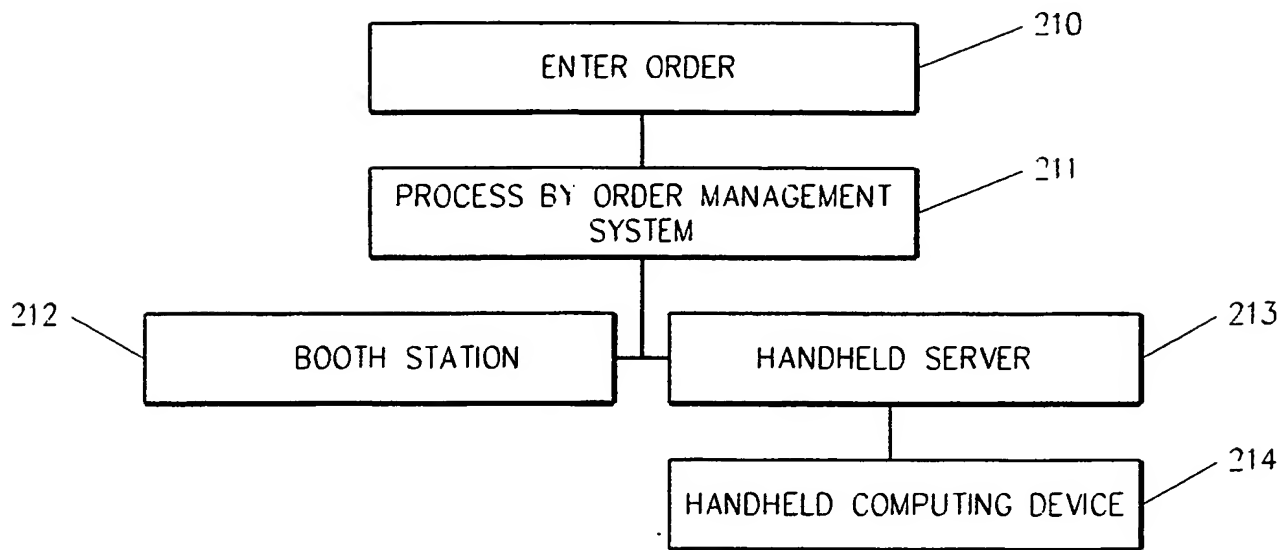 210
ENTER ORDER
211
PROCESS BY ORDER MANAGEMENT
SYSTEM
212
BOOTH STATION
213
HANDHELD SERVER
214
HANDHELD COMPUTING DEVICE